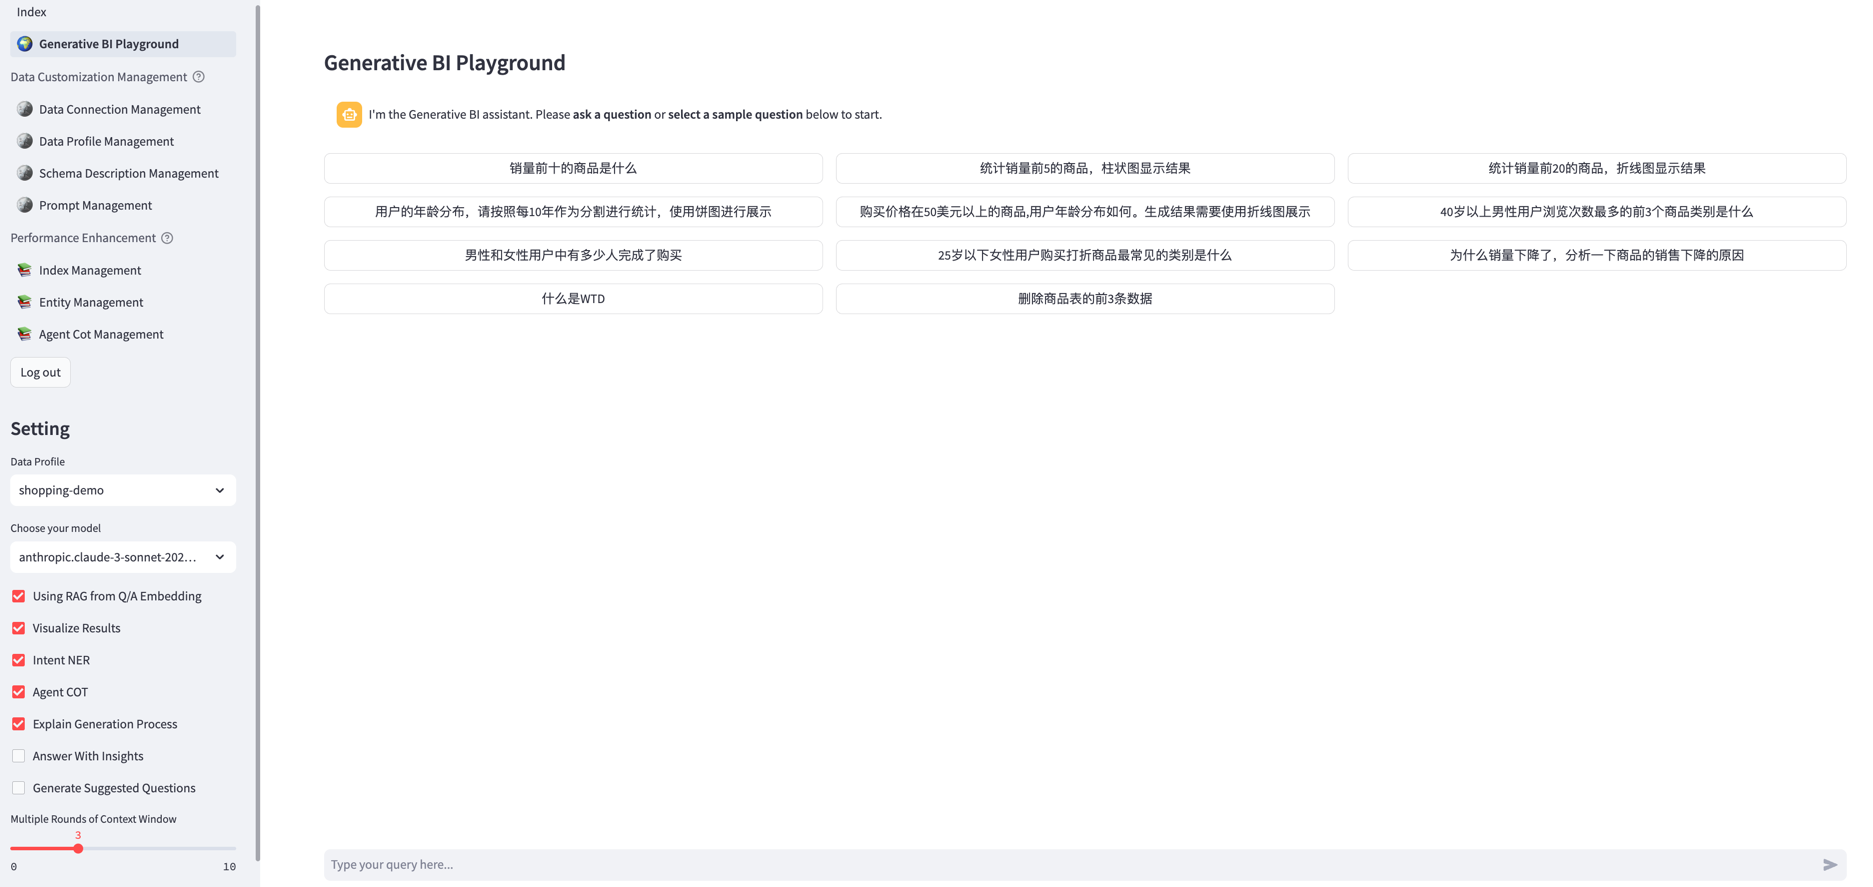 Index
Generative BI Playground
Data Customization Management
Data Connection Management
Data Profile Management
Schema Description Management
Prompt Management
Performance Enhancement
Index Management
Entity Management
Agent Cot Management
Log out
Setting
Data Profile
shopping-demo
Choose your model
anthropic.claude-3-sonnet-202...
Using RAG from Q/A Embedding
Visualize Results
Intent NER
Agent COT
Explain Generation Process
Answer With Insights
Generate Suggested Questions
Multiple Rounds of Context Window
3
0 10
Generative BI Playground
I'm the Generative BI assistant. Please ask a question or select a sample question below to start.
销量前十的商品是什么
统计销量前5的商品，柱状图显示结果
统计销量前20的商品，折线图显示结果
用户的年龄分布，请按照每10年作为分割进行统计，使用饼图进行展示
购买价格在50美元以上的商品,用户年龄分布如何。生成结果需要使用折线图展示
40岁以上男性用户浏览次数最多的前3个商品类别是什么
男性和女性用户中有多少人完成了购买
25岁以下女性用户购买打折商品最常见的类别是什么
为什么销量下降了，分析一下商品的销售下降的原因
什么是WTD
删除商品表的前3条数据
Type your query here...